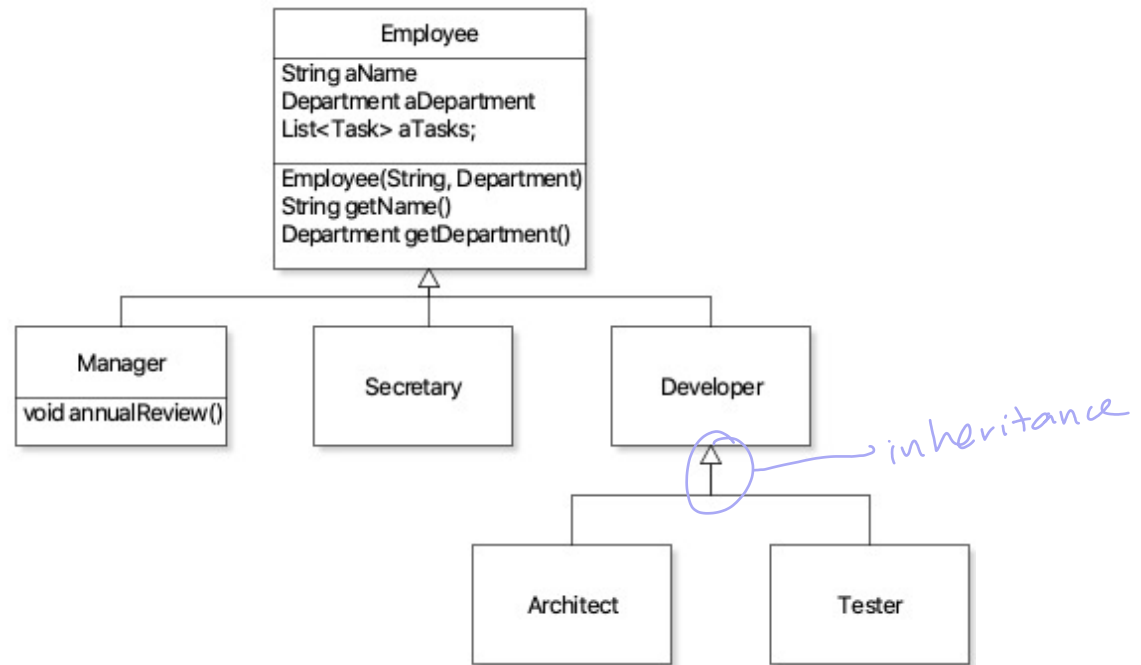 Employee
String aName
Department aDepartment
List<Task> aTasks;
Employee(String, Department)
String getName()
Department getDepartment()
Manager
void annualReview()
Secretary
Developer
inheritance
Architect
Tester